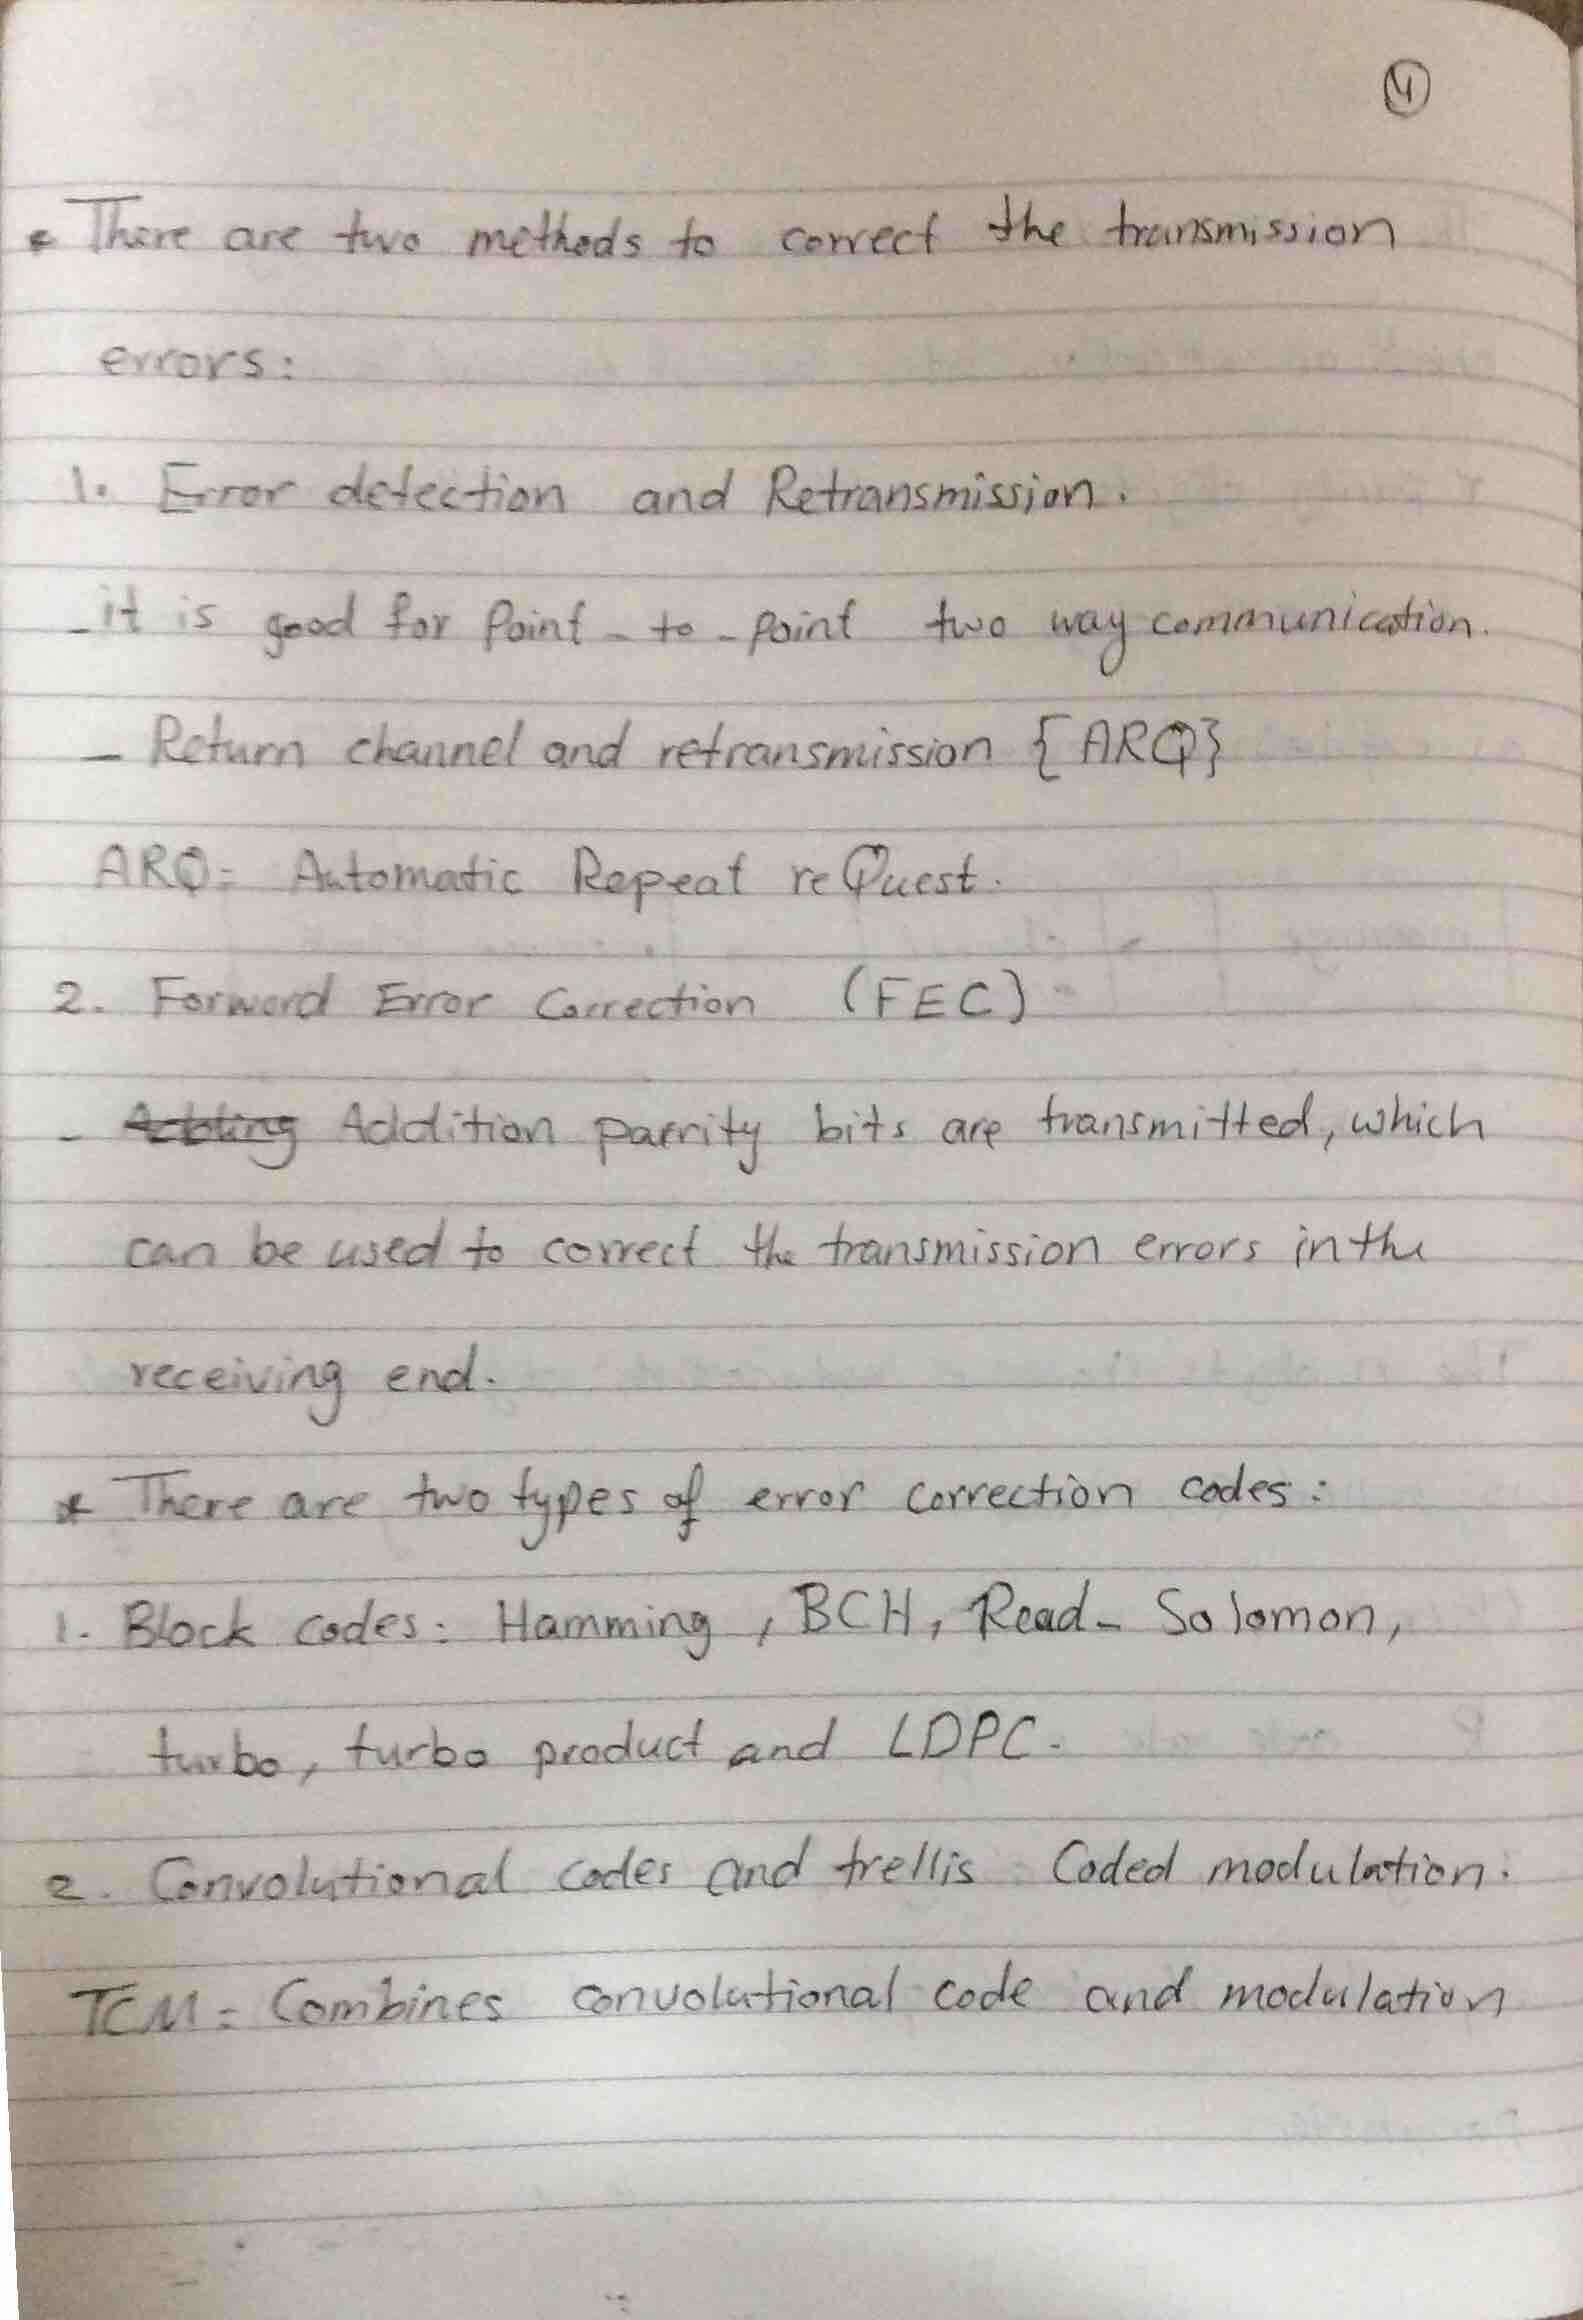 4
* There are two methods to correct the transmission
errors:
1. Error detection and Retransmission.
- it is good for Point-to-point two way communication.
- Return channel and retransmission {ARQ}
ARQ= Automatic Repeat reQuest.
2. Forword Error Correction (FEC)
- Adding Addition parrity bits are transmitted, which
can be used to correct the transmission errors in the
receiving end.
* There are two types of error correction codes:
1. Block codes: Hamming, BCH, Read-Solomon,
turbo, turbo product and LDPC.
2. Convolutional codes and trellis Coded modulation.
TCM = Combines convolutional code and modulation